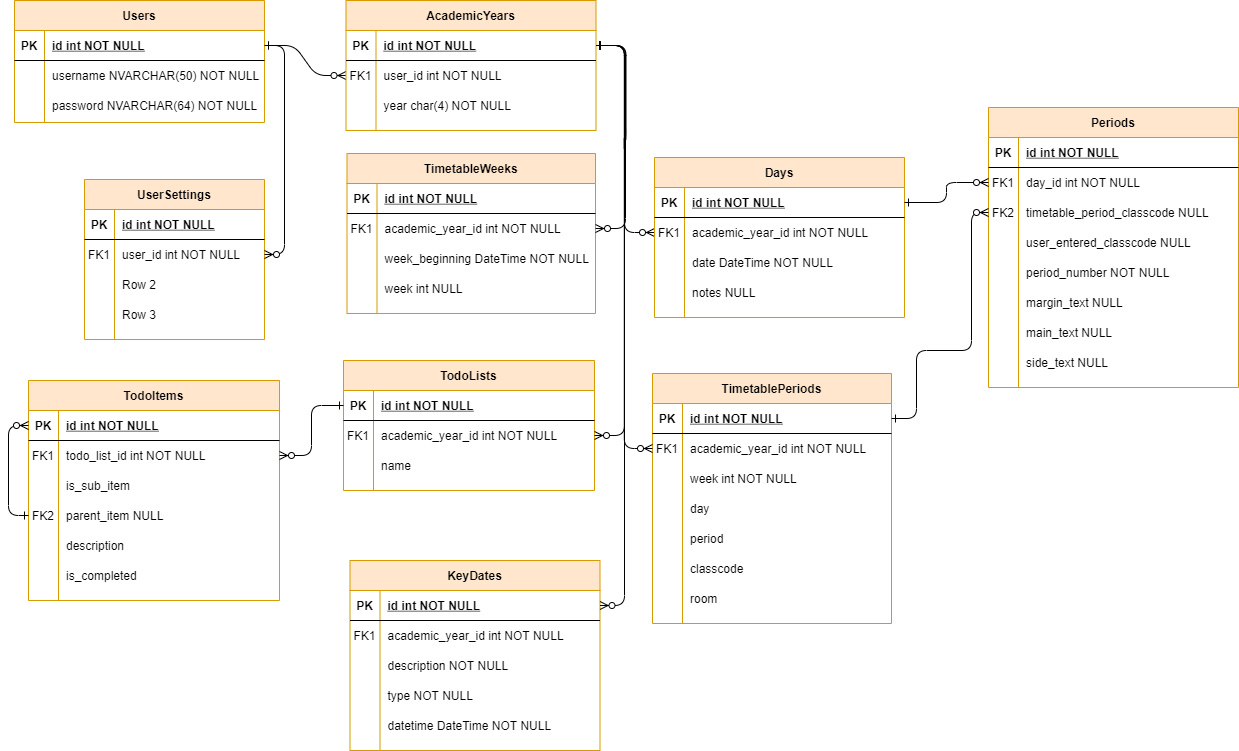 Users
PK id int NOT NULL
username NVARCHAR(50) NOT NULL
password NVARCHAR(64) NOT NULL
AcademicYears
PK id int NOT NULL
FK1 user_id int NOT NULL
year char(4) NOT NULL
Periods
PK id int NOT NULL
FK1 day_id int NOT NULL
FK2 timetable_period_classcode NULL
user_entered_classcode NULL
period_number NOT NULL
margin_text NULL
main_text NULL
side_text NULL
TimetableWeeks
PK id int NOT NULL
FK1 academic_year_id int NOT NULL
week_beginning DateTime NOT NULL
week int NULL
Days
PK id int NOT NULL
FK1 academic_year_id int NOT NULL
date DateTime NOT NULL
notes NULL
UserSettings
PK id int NOT NULL
FK1 user_id int NOT NULL
Row 2
Row 3
TodoItems
PK id int NOT NULL
FK1 todo_list_id int NOT NULL
is_sub_item
FK2 parent_item NULL
description
is_completed
TodoLists
PK id int NOT NULL
FK1 academic_year_id int NOT NULL
name
TimetablePeriods
PK id int NOT NULL
FK1 academic_year_id int NOT NULL
week int NOT NULL
day
period
classcode
room
KeyDates
PK id int NOT NULL
FK1 academic_year_id int NOT NULL
description NOT NULL
type NOT NULL
datetime DateTime NOT NULL